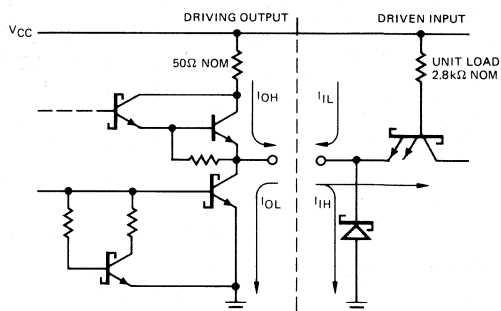 DRIVING OUTPUT
DRIVEN INPUT
VCC
50Ω NOM
UNIT LOAD
2.8kΩ NOM
IOH
IIL
IOL
IIH